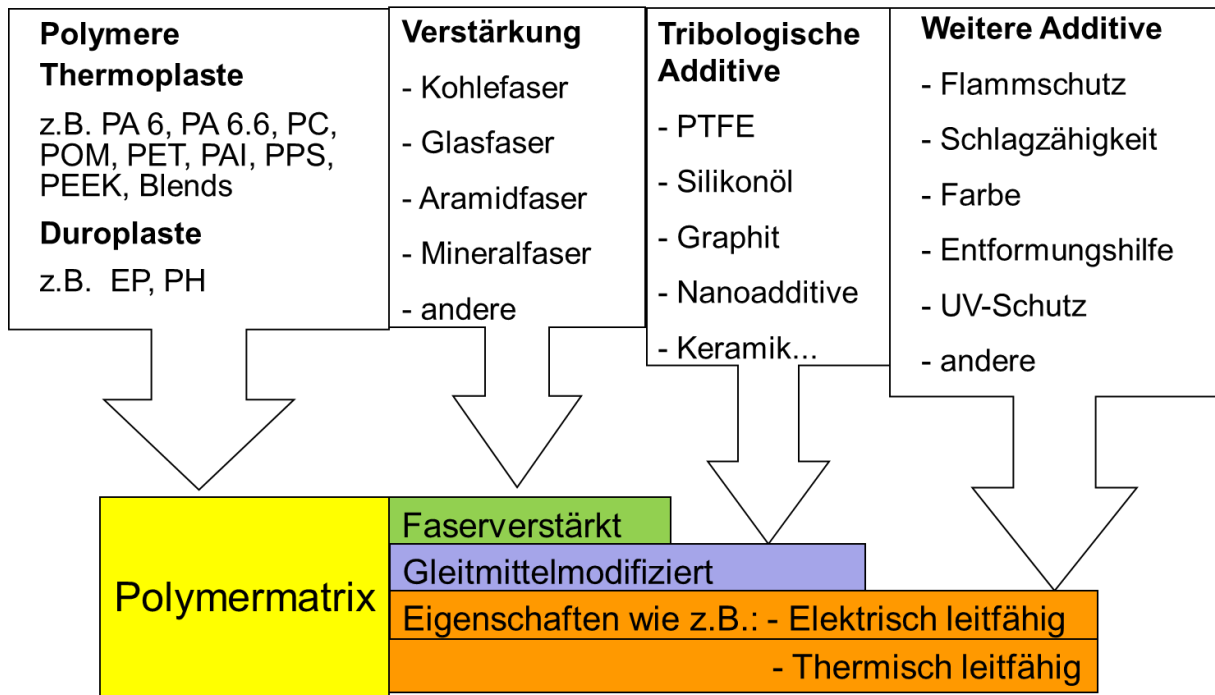 Polymere
Thermoplaste
z.B. PA 6, PA 6.6, PC,
POM, PET, PAI, PPS,
PEEK, Blends
Duroplaste
z.B. EP, PH
Verstärkung
- Kohlefaser
- Glasfaser
- Aramidfaser
- Mineralfaser
- andere
Tribologische
Additive
- PTFE
- Silikonöl
- Graphit
- Nanoadditive
- Keramik...
Weitere Additive
- Flammschutz
- Schlagzähigkeit
- Farbe
- Entformungshilfe
- UV-Schutz
- andere
Polymermatrix
Faserverstärkt
Gleitmittelmodifiziert
Eigenschaften wie z.B.: - Elektrisch leitfähig
- Thermisch leitfähig